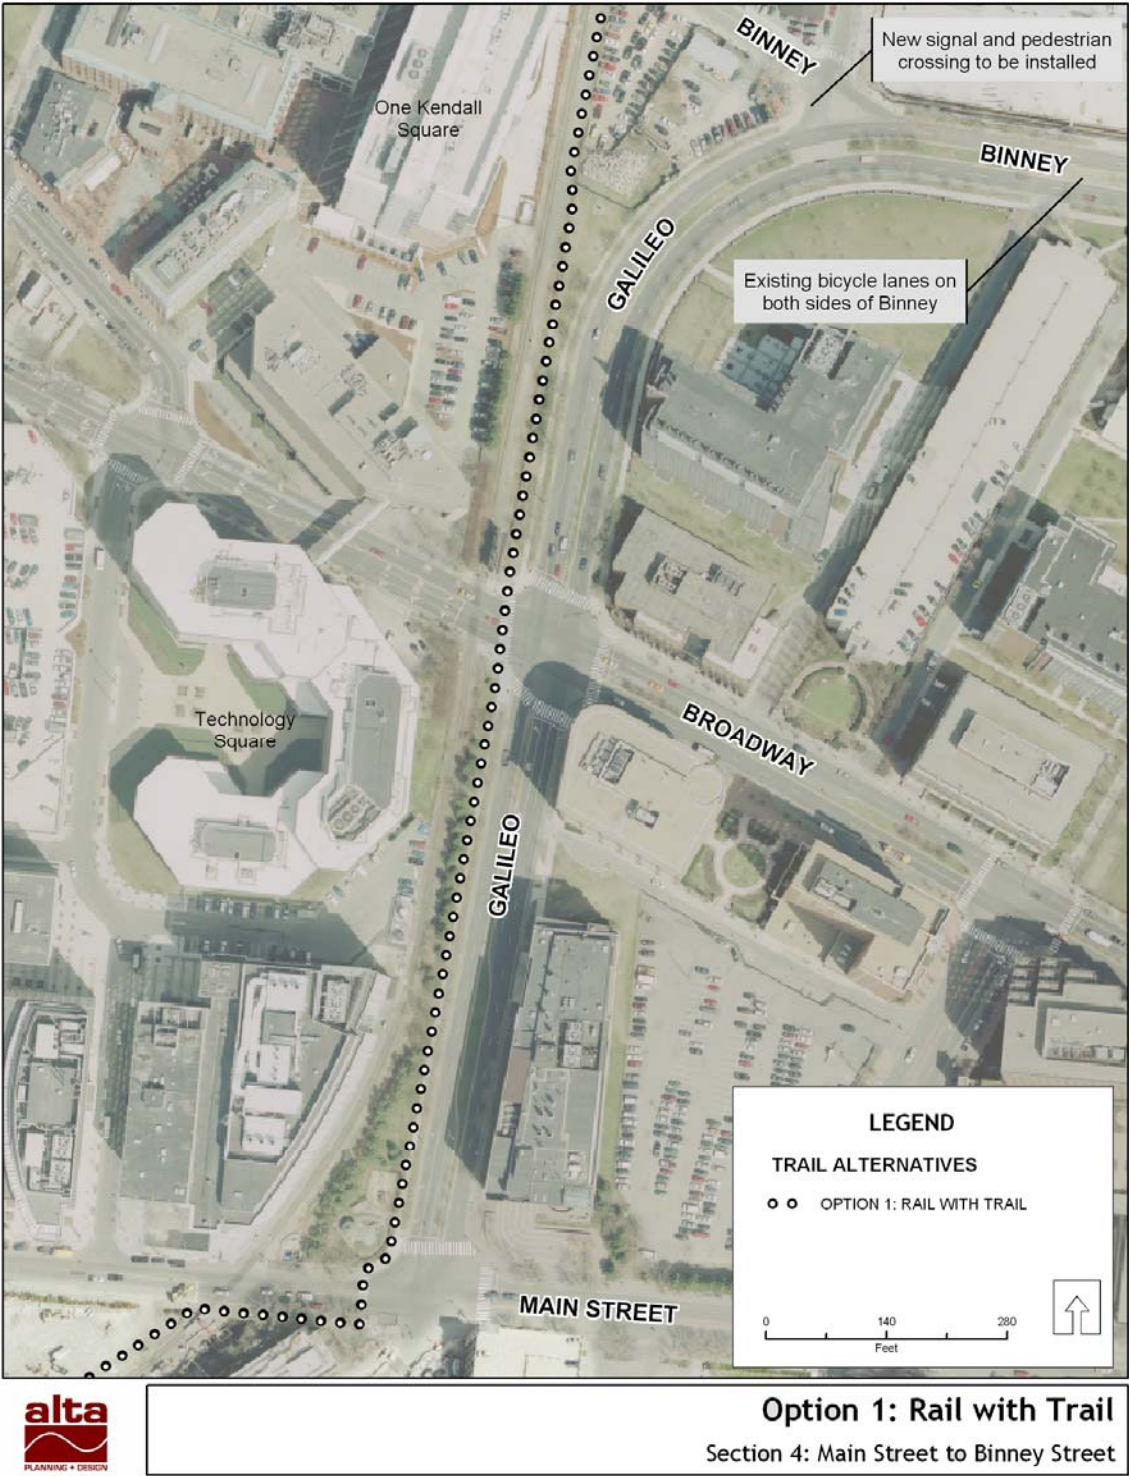 BINNEY
New signal and pedestrian
crossing to be installed
One Kendall
Square
BINNEY
GALILEO
Existing bicycle lanes on
both sides of Binney
Technology
Square
BROADWAY
GALILEO
LEGEND
TRAIL ALTERNATIVES
OPTION 1: RAIL WITH TRAIL
MAIN STREET
0 140 280
Feet
alta
PLANNING + DESIGN
Option 1: Rail with Trail
Section 4: Main Street to Binney Street